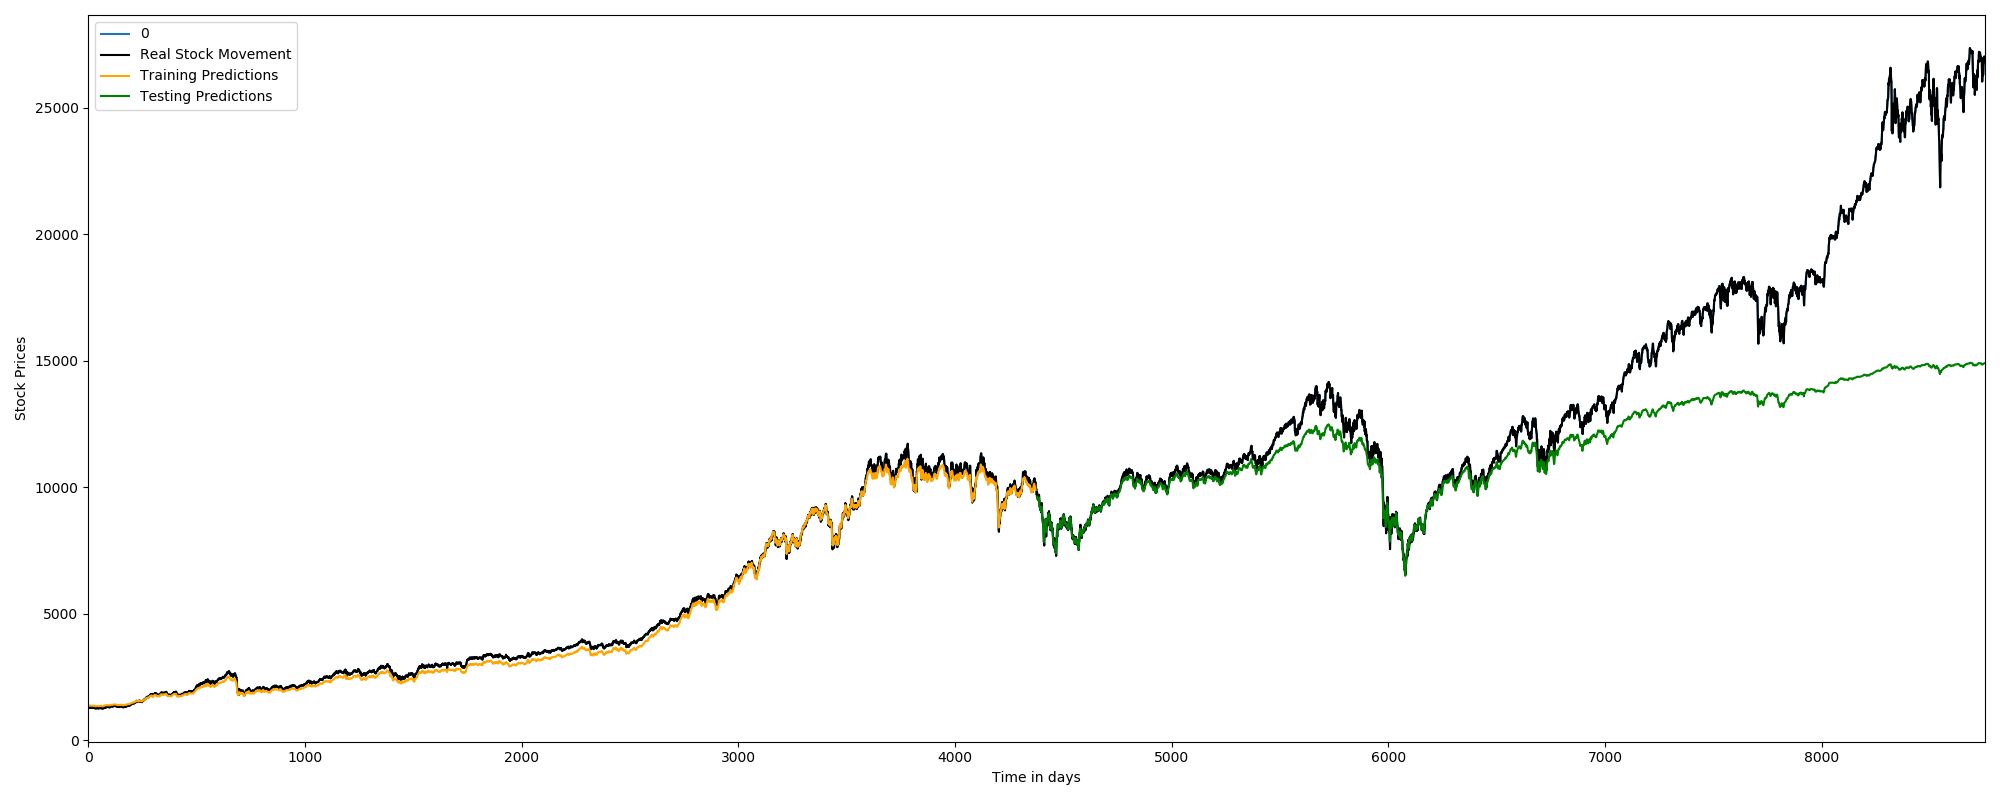 0
Real Stock Movement
Training Predictions
Testing Predictions
25000
20000
15000
10000
5000
0
Stock Prices
0 1000 2000 3000 4000 5000 6000 7000 8000
Time in days